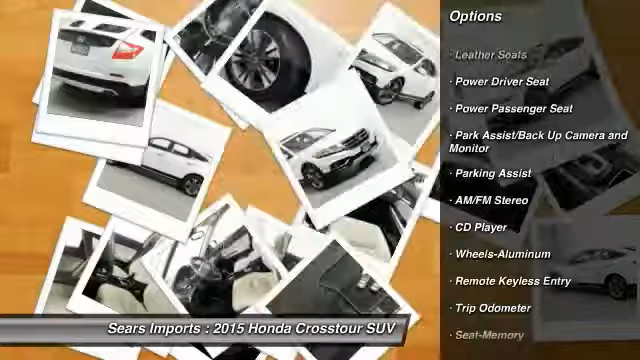 Options
· Leather Seats
· Power Driver Seat
· Power Passenger Seat
· Park Assist/Back Up Camera and
Monitor
· Parking Assist
· AM/FM Stereo
· CD Player
· Wheels-Aluminum
· Remote Keyless Entry
· Trip Odometer
· Seat-Memory
Sears Imports : 2015 Honda Crosstour SUV